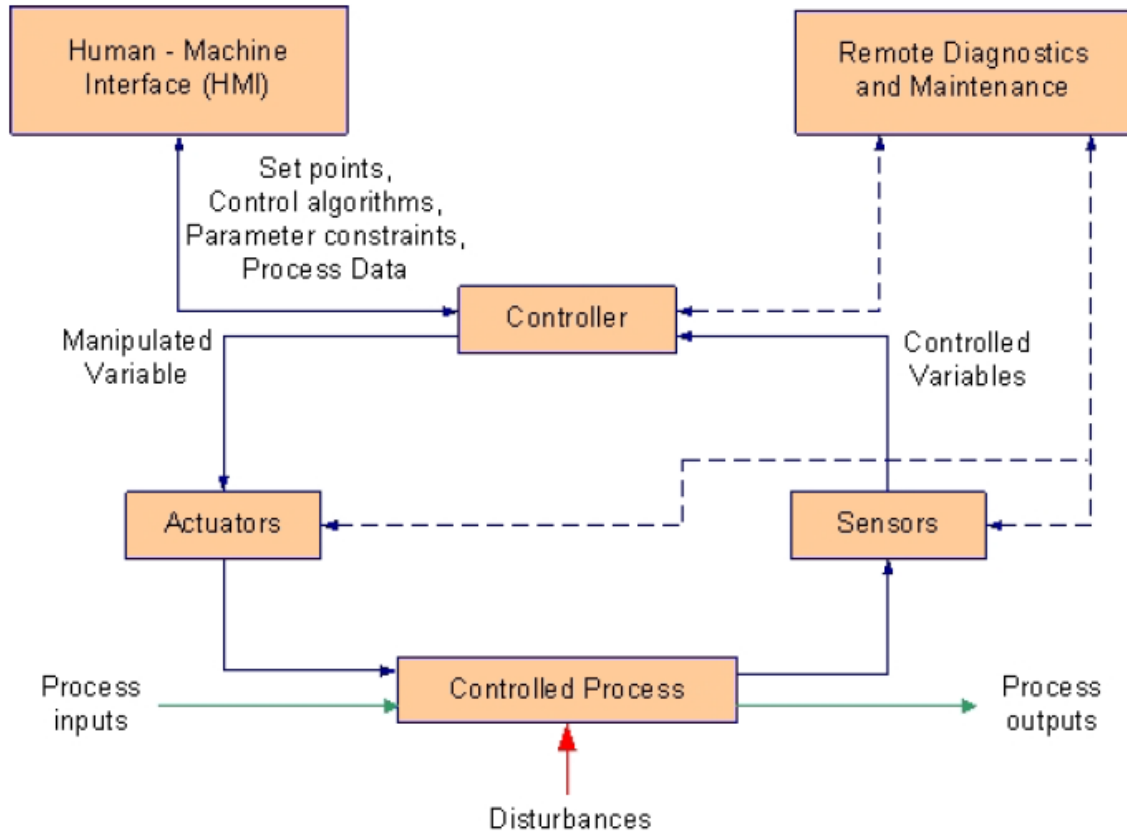 Human - Machine
Interface (HMI)
Remote Diagnostics
and Maintenance
Set points,
Control algorithms,
Parameter constraints,
Process Data
Controller
Manipulated
Variable
Controlled
Variables
Actuators
Sensors
Process
inputs
Controlled Process
Process
outputs
Disturbances